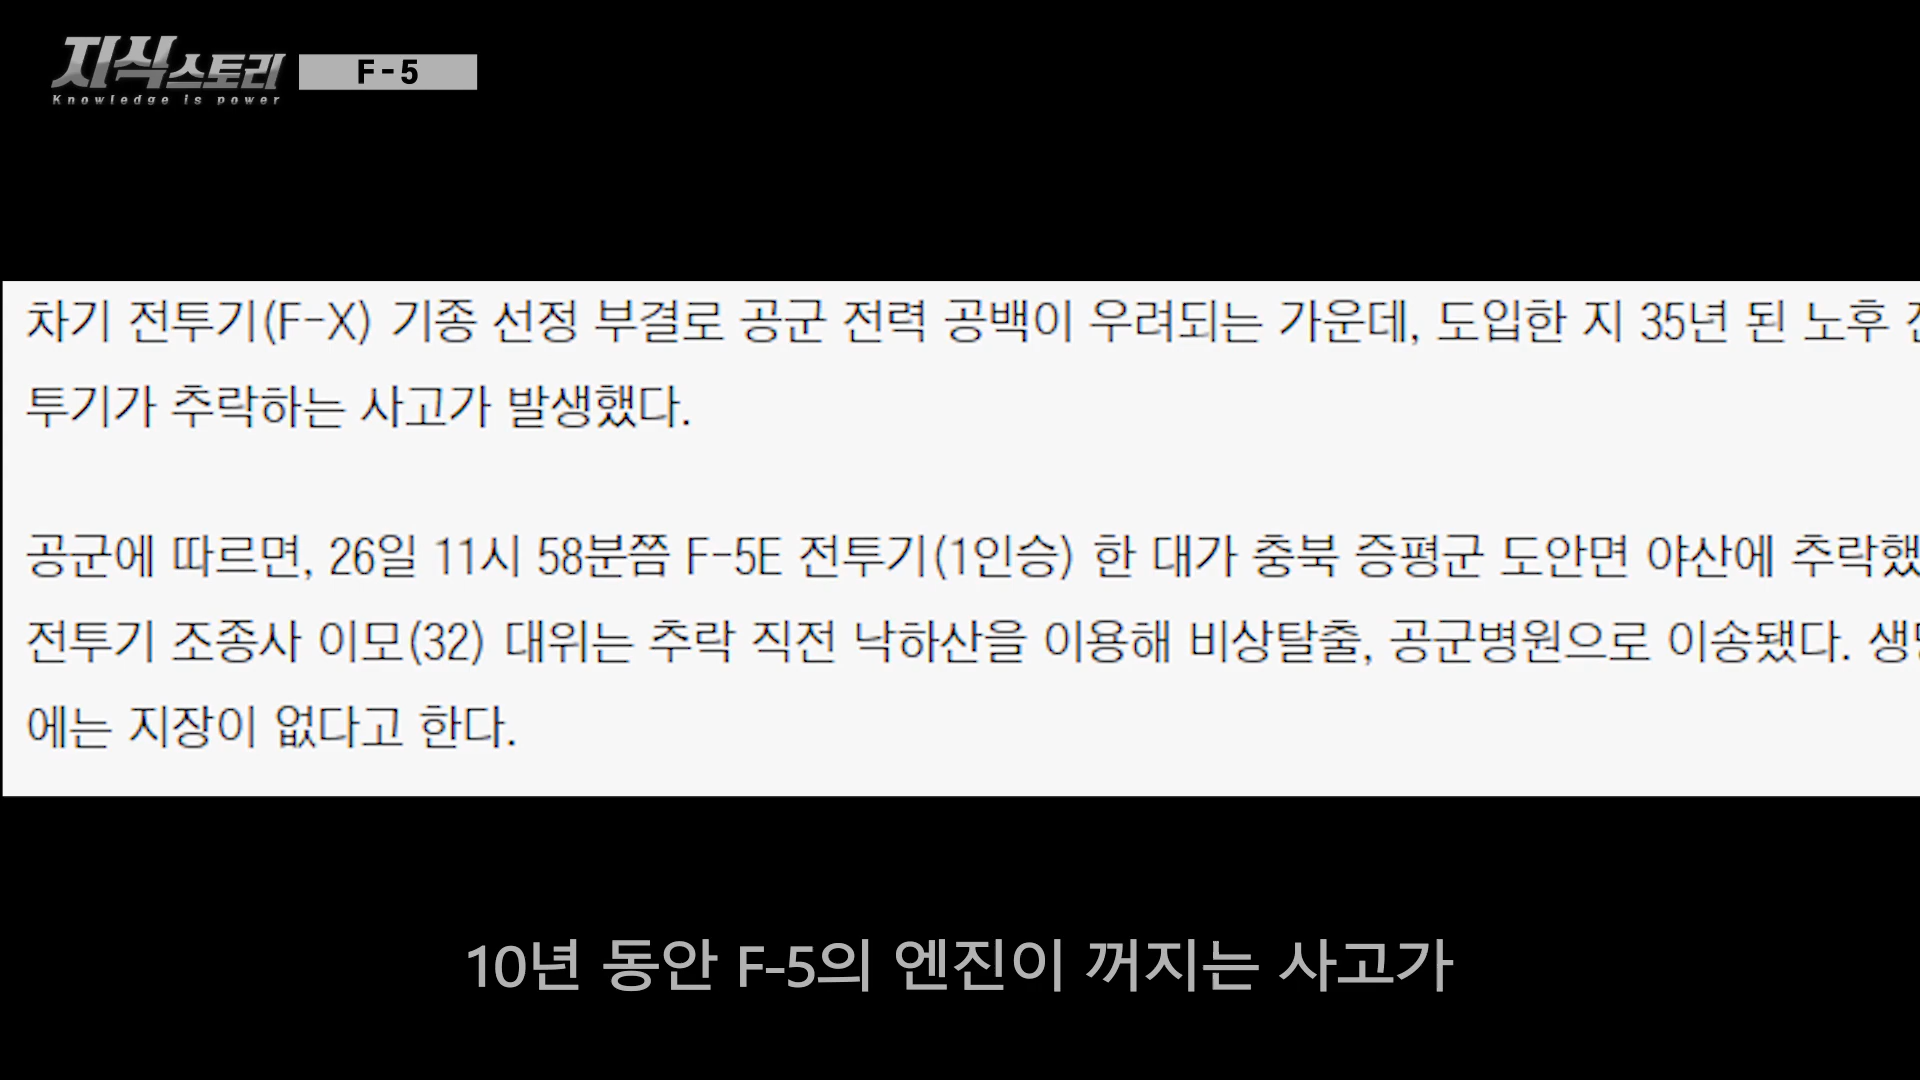 지식스토리
Knowledge is power
F-5
차기 전투기(F-X) 기종 선정 부결로 공군 전력 공백이 우려되는 가운데, 도입한 지 35년 된 노후
투기가 추락하는 사고가 발생했다.
공군에 따르면, 26일 11시 58분쯤 F-5E 전투기(1인승) 한 대가 충북 증평군 도안면 야산에 추락했
전투기 조종사 이모(32) 대위는 추락 직전 낙하산을 이용해 비상탈출, 공군병원으로 이송됐다.
에는 지장이 없다고 한다.
10년 동안 F-5의 엔진이 꺼지는 사고가